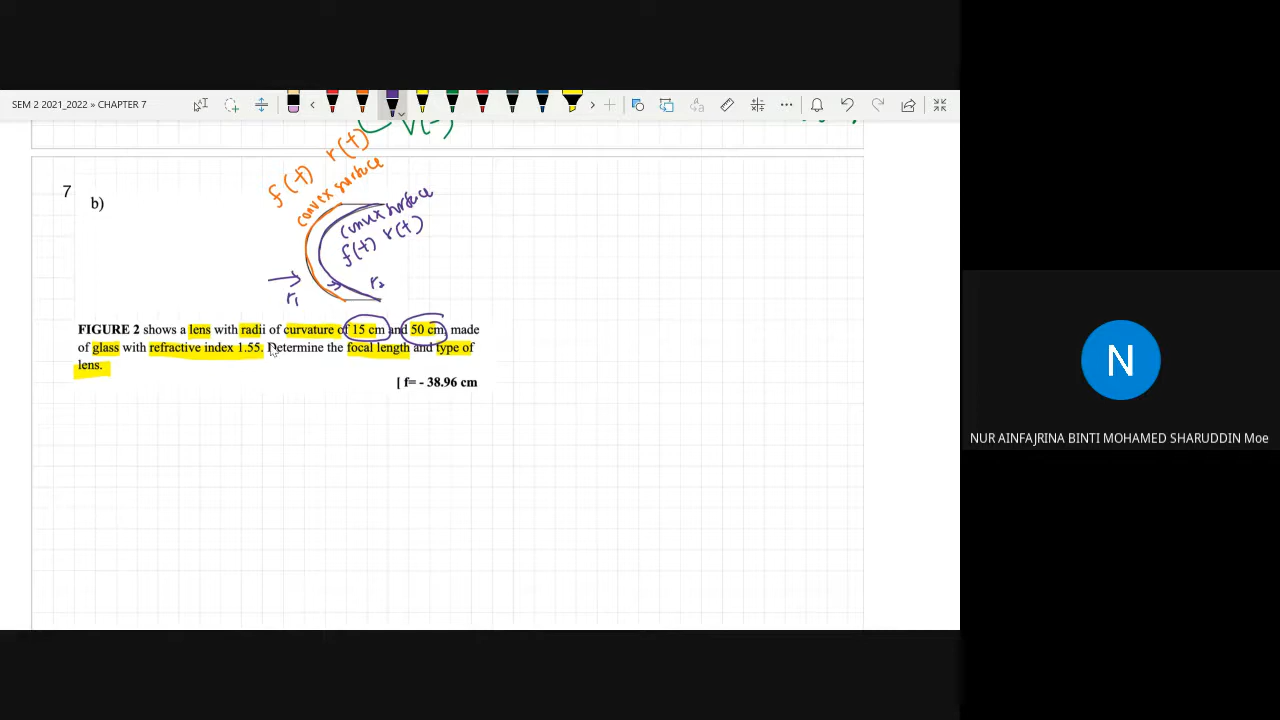 SEM 2 2021_2022 » CHAPTER 7
V(-)
f(+) r(+)
convex surface
convex surface
f(+) r(+)
r1
r2
7
b)
FIGURE 2 shows a lens with radii of curvature of 15 cm and 50 cm, made
of glass with refractive index 1.55. Determine the focal length and type of
lens.
[ f= - 38.96 cm
N
NUR AINFAJRINA BINTI MOHAMED SHARUDDIN Moe